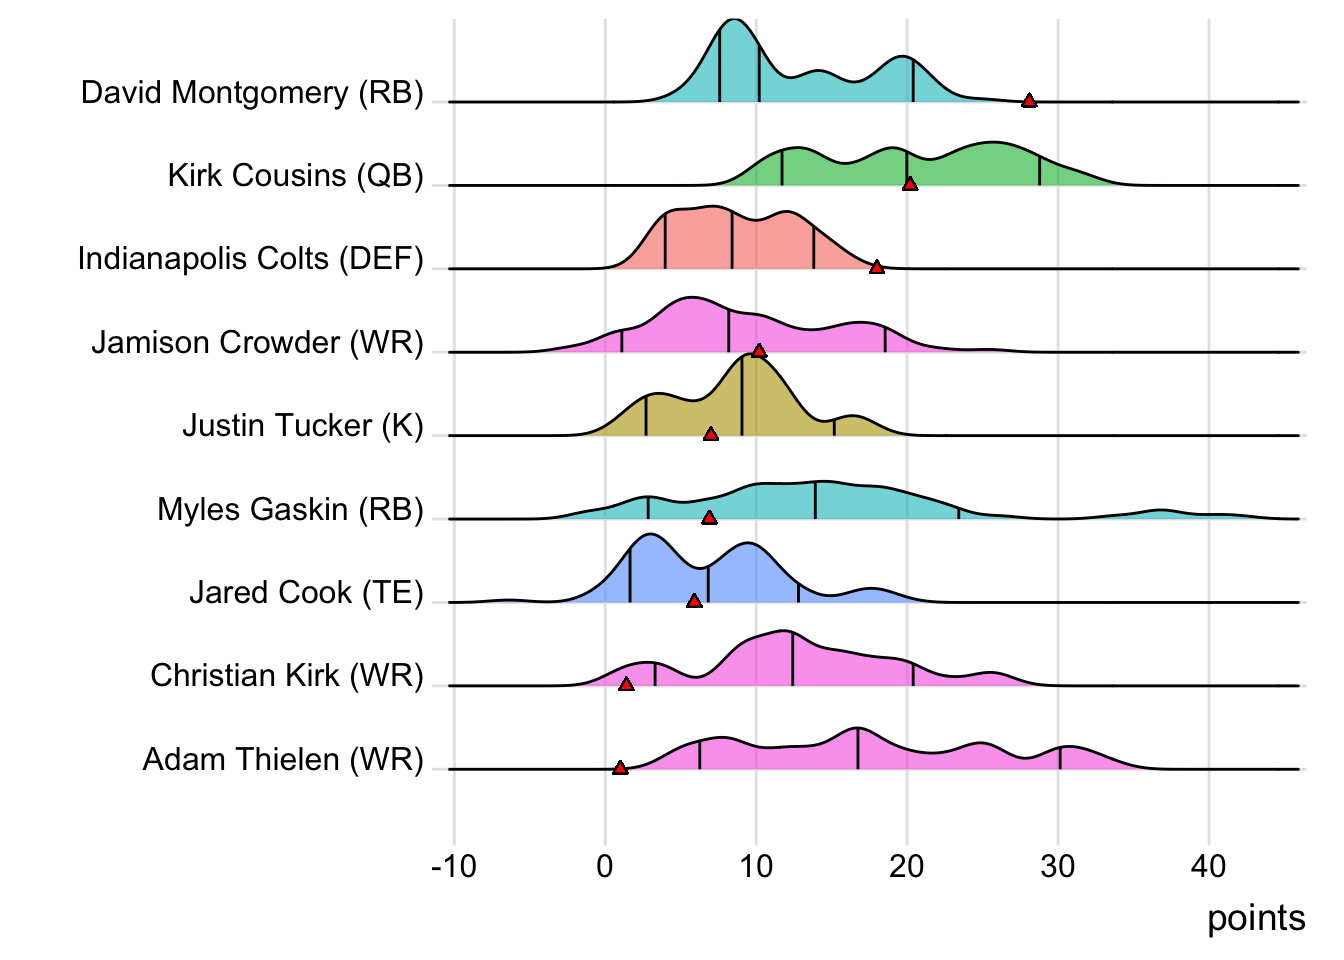 David Montgomery (RB)
Kirk Cousins (QB)
Indianapolis Colts (DEF)
Jamison Crowder (WR)
Justin Tucker (K)
Myles Gaskin (RB)
Jared Cook (TE)
Christian Kirk (WR)
Adam Thielen (WR)
-10 0 10 20 30 40
points